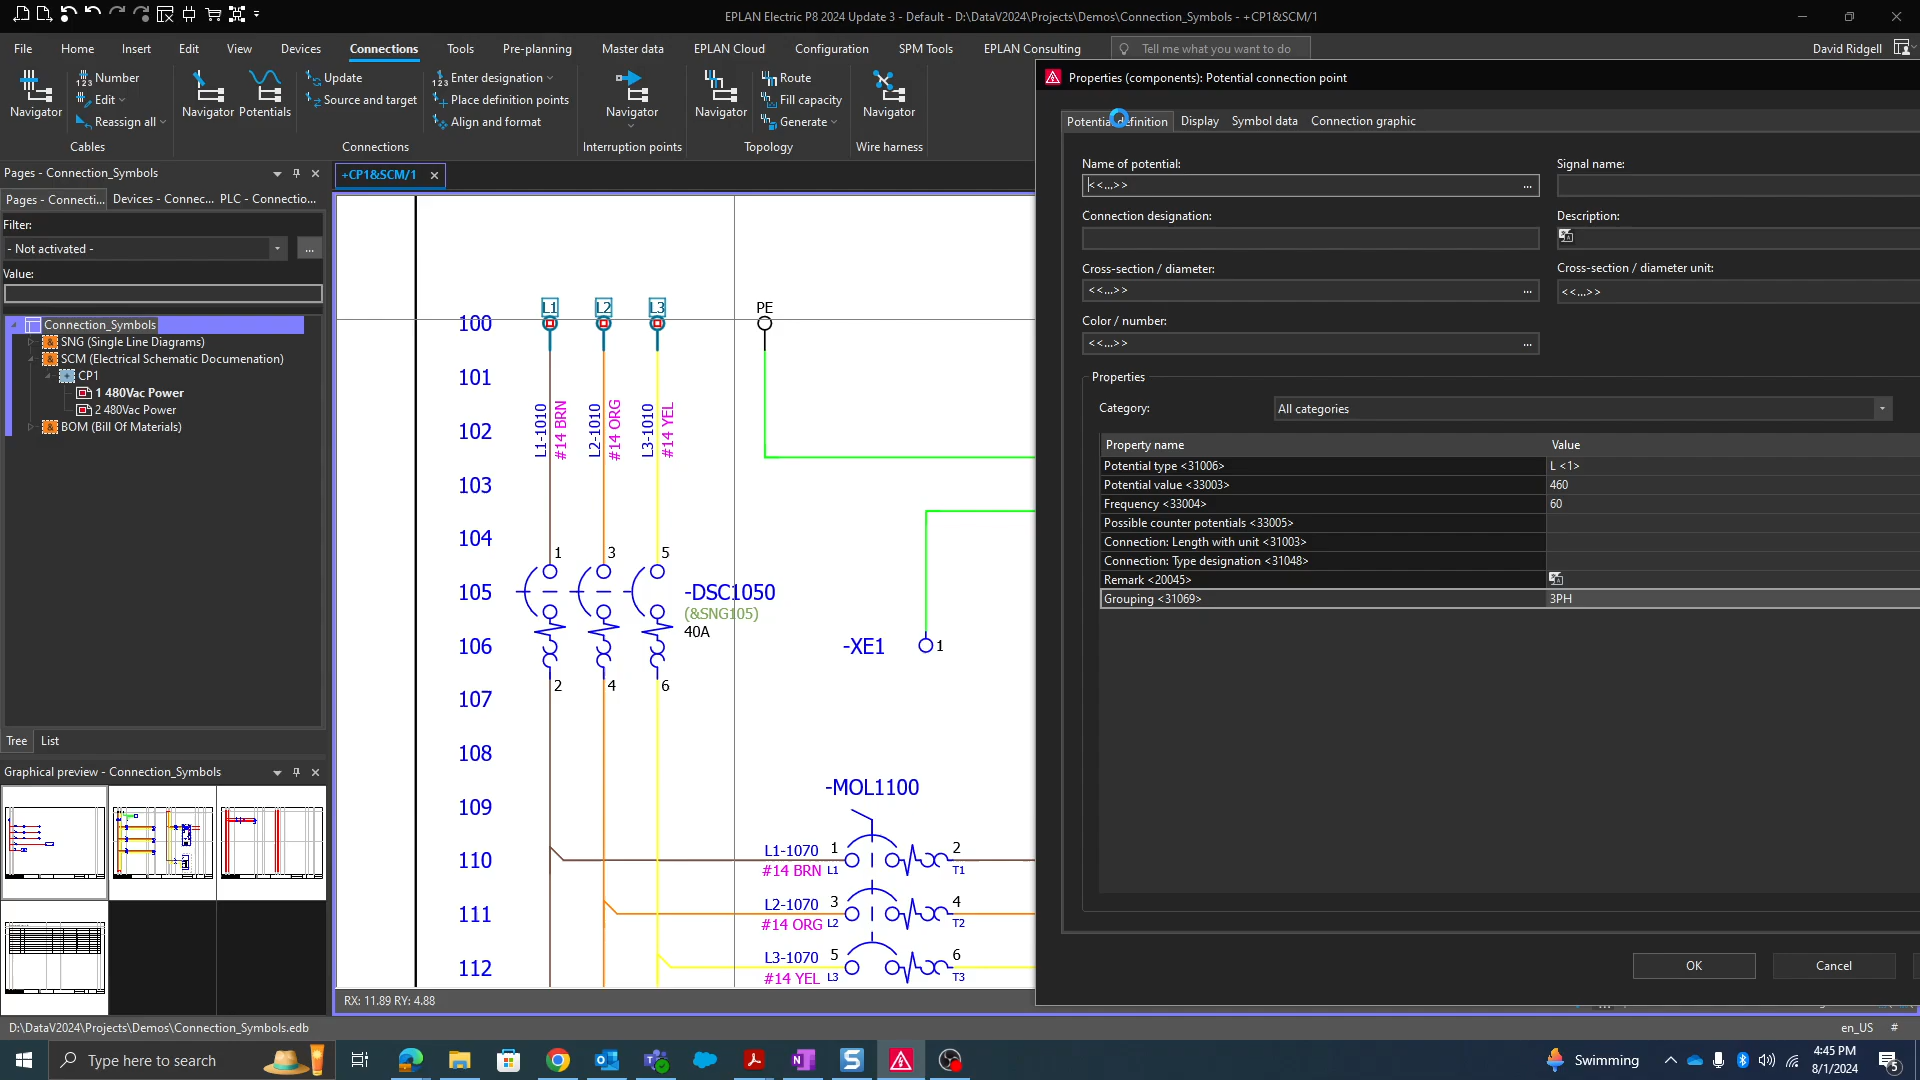 EPLAN Electric P8 2024 Update 3 - Default - D:\DataV2024\Projects\Demos\Connection_Symbols - +CP1&SCM/1
File Home Insert Edit View Devices Connections Tools Pre-planning Master data EPLAN Cloud Configuration SPM Tools EPLAN Consulting Tell me what you want to do David Ridgell
Navigator
Number
Edit
Reassign all
Cables
Navigator
Potentials
Update
Source and target
Enter designation
Place definition points
Align and format
Connections
Navigator
Interruption points
Navigator
Route
Fill capacity
Generate
Topology
Navigator
Wire harness
Pages - Connection_Symbols
Pages - Connecti... Devices - Connec... PLC - Connectio...
Filter:
- Not activated -
...
Value:
Connection_Symbols
SNG (Single Line Diagrams)
SCM (Electrical Schematic Documenation)
CP1
1 480Vac Power
2 480Vac Power
BOM (Bill Of Materials)
Tree List
Graphical preview - Connection_Symbols
+CP1&SCM/1
L1 L2 L3 PE
100
101
102
103
104
105
106
107
108
109
110
111
112
L1-1010
#14 BRN
L2-1010
#14 ORG
L3-1010
#14 YEL
1 3 5
-DSC1050
(&SNG105)
40A
2 4 6
-XE1 1
-MOL1100
L1-1070 1 2
#14 BRN L1 T1
L2-1070 3 4
#14 ORG L2 T2
L3-1070 5 6
#14 YEL L3 T3
RX: 11.89 RY: 4.88
Properties (components): Potential connection point
Potential definition Display Symbol data Connection graphic
Name of potential:
<<...>>
...
Signal name:
Connection designation:
Description:
Cross-section / diameter:
<<...>>
...
Cross-section / diameter unit:
<<...>>
Color / number:
<<...>>
...
Properties
Category:
All categories
Property name Value
Potential type <31006> L <1>
Potential value <33003> 460
Frequency <33004> 60
Possible counter potentials <33005>
Connection: Length with unit <31003>
Connection: Type designation <31048>
Remark <20045>
Grouping <31069> 3PH
OK Cancel
D:\DataV2024\Projects\Demos\Connection_Symbols.edb
en_US #
Type here to search
Swimming
4:45 PM
8/1/2024
5